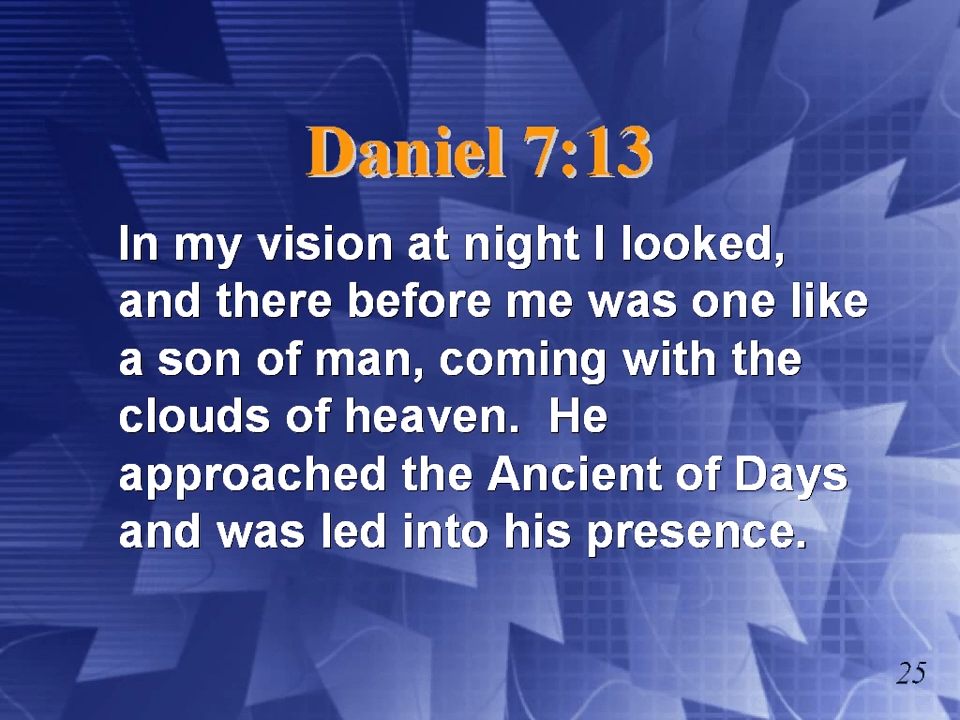 Daniel 7:13
In my vision at night I looked,
and there before me was one like
a son of man, coming with the
clouds of heaven.  He
approached the Ancient of Days
and was led into his presence.
25